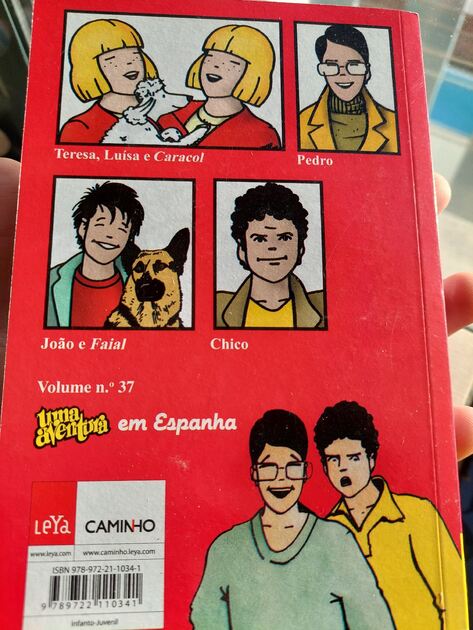 Teresa, Luísa e Caracol
Pedro
João e Faial
Chico
Volume n.º 37
uma aventura em Espanha
LeYa
CAMINHO
www.leya.com
www.caminho.leya.com
ISBN 978-972-21-1034-1
9 789722 110341
Infanto-Juvenil